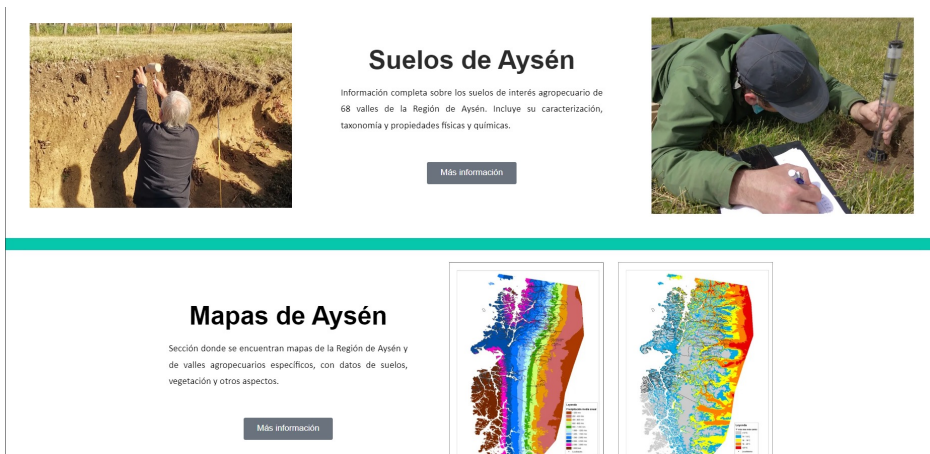 Suelos de Aysén
Información completa sobre los suelos de interés agropecuario de
68 valles de la Región de Aysén. Incluye su caracterización,
taxonomía y propiedades físicas y químicas.
Más información
Mapas de Aysén
Sección donde se encuentran mapas de la Región de Aysén y
de valles agropecuarios específicos, con datos de suelos,
vegetación y otros aspectos.
Más información